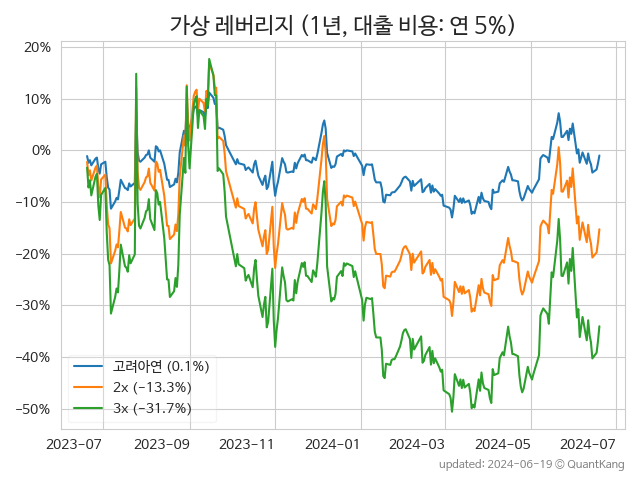 가상 레버리지 (1년, 대출 비용: 연 5%)
20%
10%
0%
−10%
−20%
−30%
−40%
−50%
고려아연 (0.1%)
2x (−13.3%)
3x (−31.7%)
2023-07 2023-09 2023-11 2024-01 2024-03 2024-05 2024-07
updated: 2024-06-19 © QuantKang